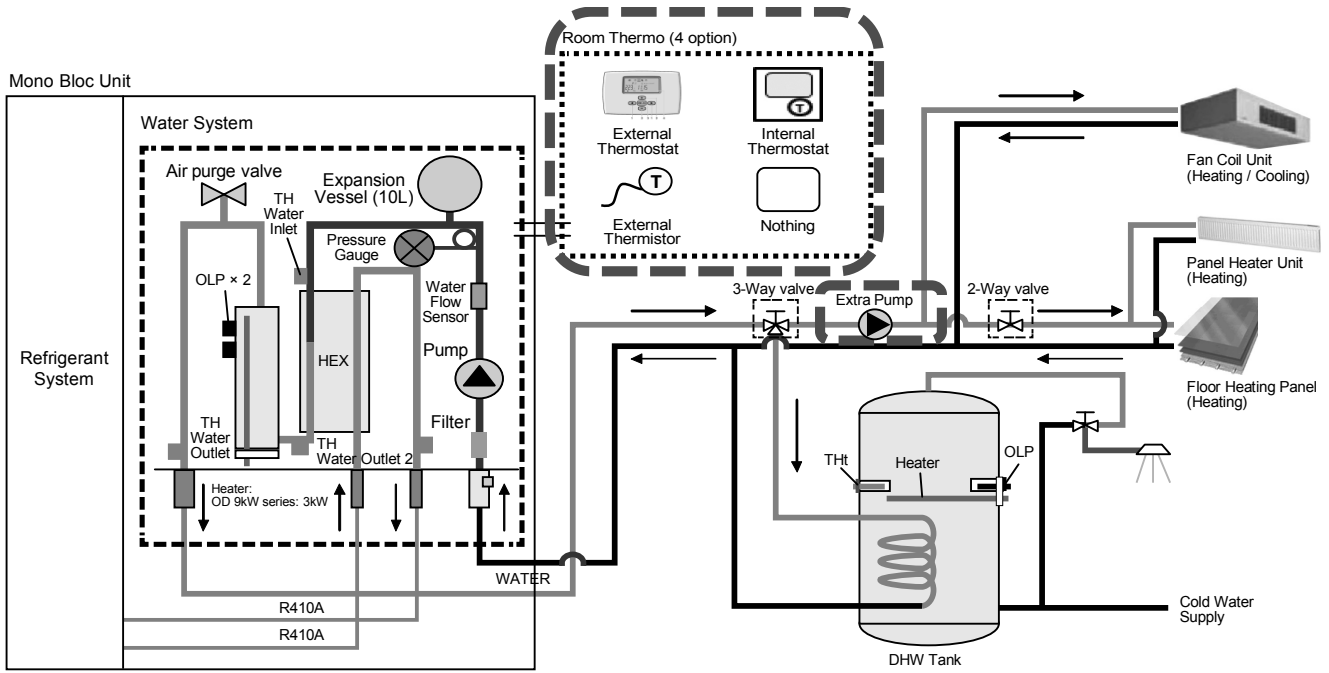 Room Thermo (4 option)
Mono Bloc Unit
Water System
Air purge valve
TH
Water
Inlet
Expansion
Vessel (10L)
Pressure
Gauge
OLP × 2
Water
Flow
Sensor
HEX
Pump
Filter
Refrigerant
System
TH
Water
Outlet
TH
Water Outlet 2
Heater:
OD 9kW series: 3kW
WATER
R410A
R410A
External
Thermostat
T
Internal
Thermostat
T
External
Thermistor
Nothing
3-Way valve
Extra Pump
2-Way valve
Fan Coil Unit
(Heating / Cooling)
Panel Heater Unit
(Heating)
Floor Heating Panel
(Heating)
THt
Heater
OLP
Cold Water
Supply
DHW Tank